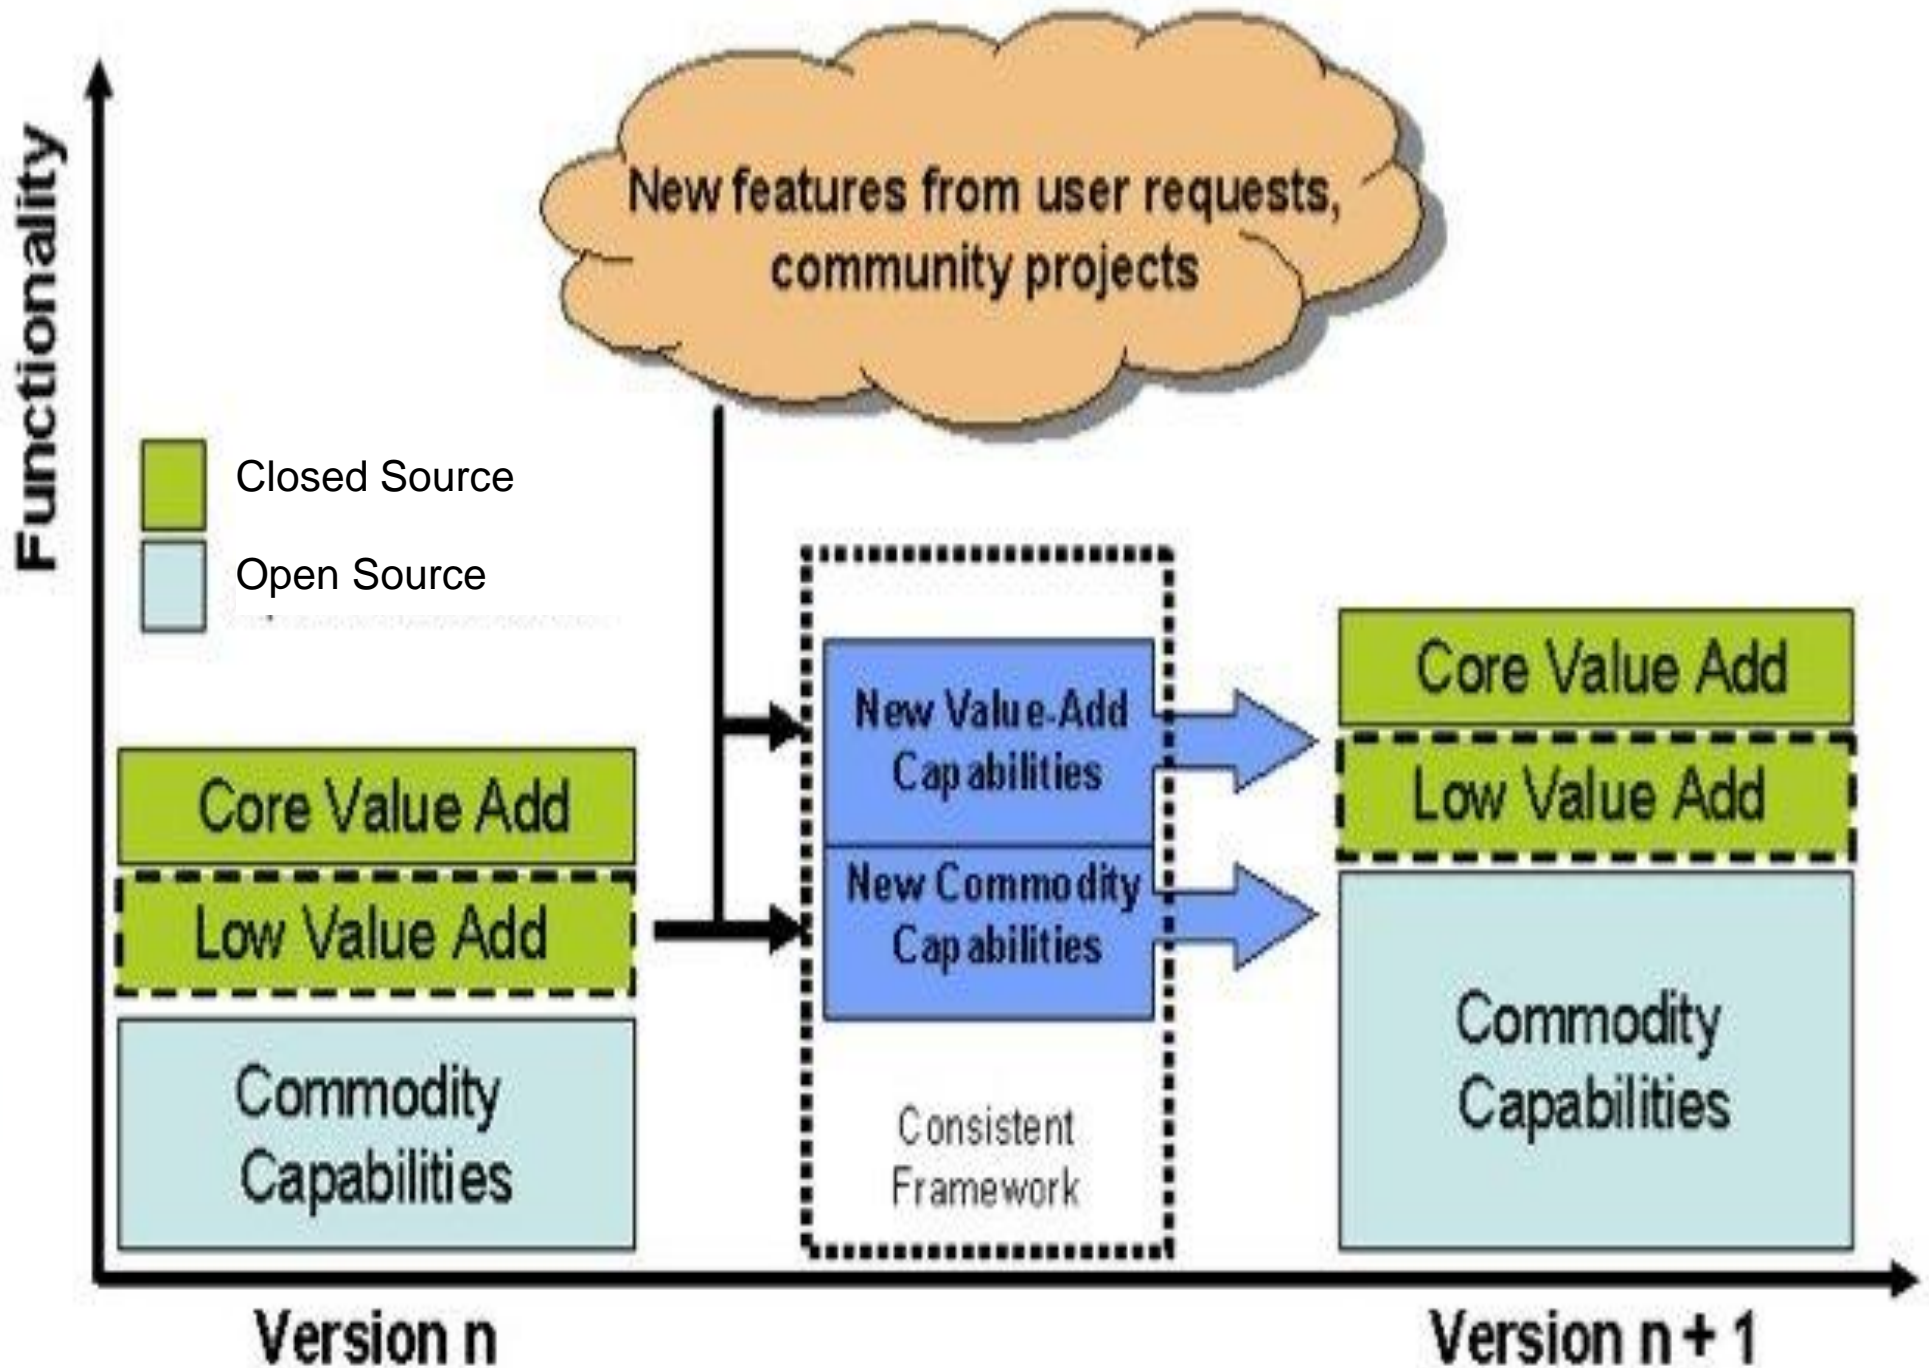 Functionality
New features from user requests,
community projects
Closed Source
Open Source
Core Value Add
Low Value Add
Commodity
Capabilities
New Value-Add
Capabilities
New Commodity
Capabilities
Consistent
Framework
Core Value Add
Low Value Add
Commodity
Capabilities
Version n
Version n + 1